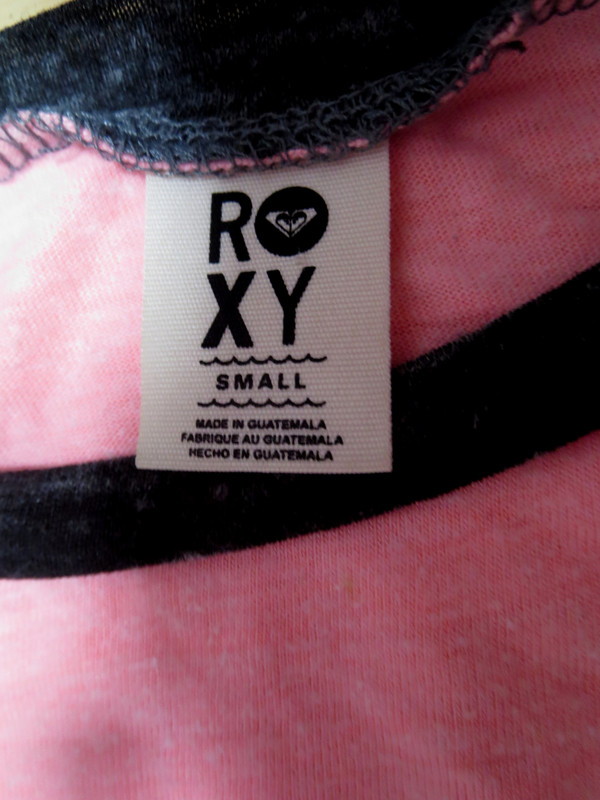 RO
XY
SMALL
MADE IN GUATEMALA
FABRIQUE AU GUATEMALA
HECHO EN GUATEMALA